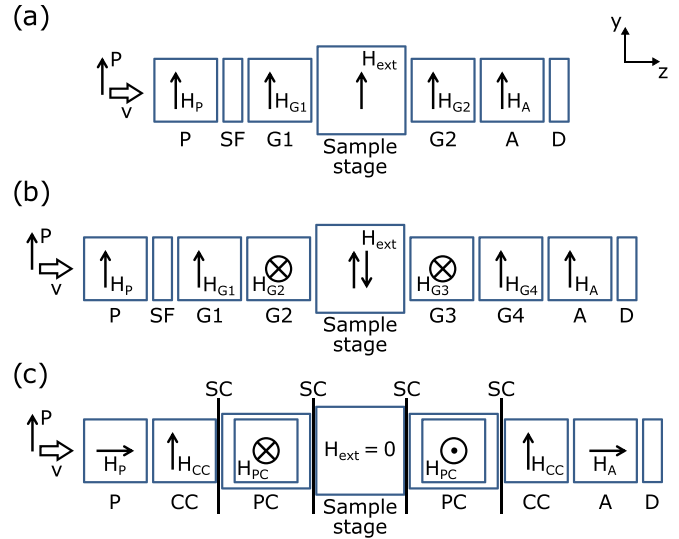 (a)
y
z
P
v
H_P
H_G1
H_ext
H_G2
H_A
P SF G1 Sample stage G2 A D
(b)
P
v
H_P
H_G1
H_G2
H_ext
H_G3
H_G4
H_A
P SF G1 G2 Sample stage G3 G4 A D
(c)
SC SC SC SC
P
v
H_P
H_CC
H_PC
H_ext = 0
H_PC
H_CC
H_A
P CC PC Sample stage PC CC A D